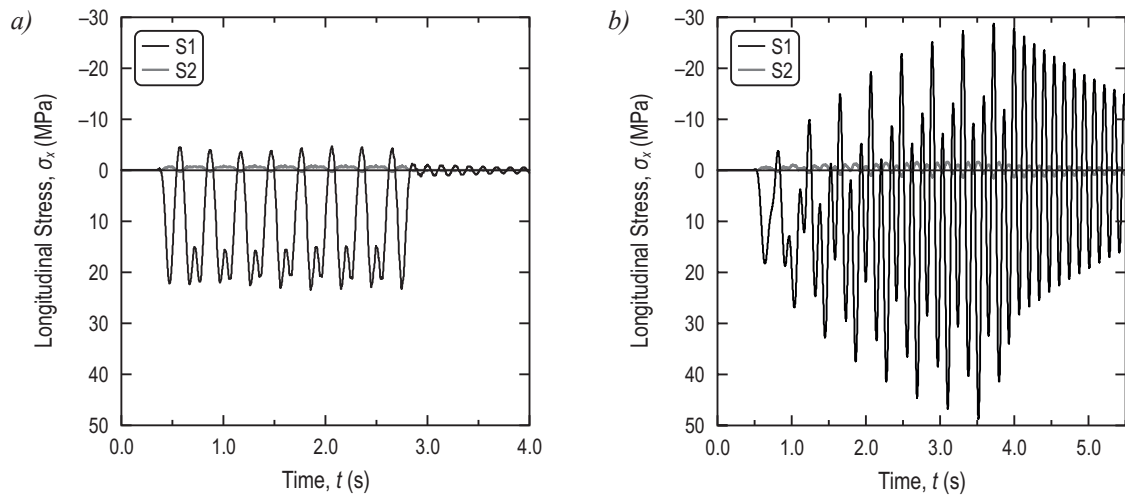 a)
Longitudinal Stress, σx (MPa)
–30
–20
–10
0
10
20
30
40
50
S1
S2
0.0 1.0 2.0 3.0 4.0
Time, t (s)
b)
Longitudinal Stress, σx (MPa)
–30
–20
–10
0
10
20
30
40
50
S1
S2
0.0 1.0 2.0 3.0 4.0 5.0
Time, t (s)